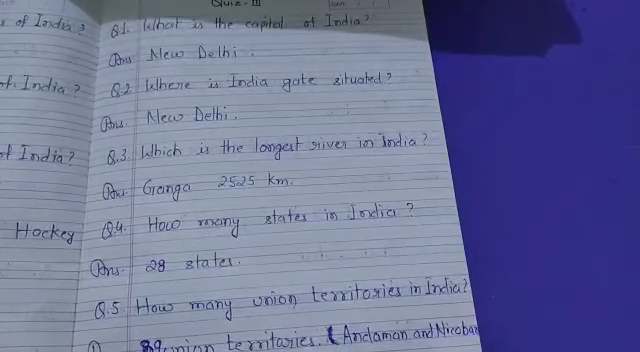 Quiz - III
of India? Q.1. What is the capital of India?
Ans New Delhi.
of India? Q.2 Where is India gate situated?
Ans. New Delhi.
of India? Q.3. Which is the longest river in India?
Ans. Ganga 2525 Km.
Hockey Q.4. How many states in India?
Ans. 28 states.
Q.5 How many union territories in India?
union territories. (Andaman and Nicobar